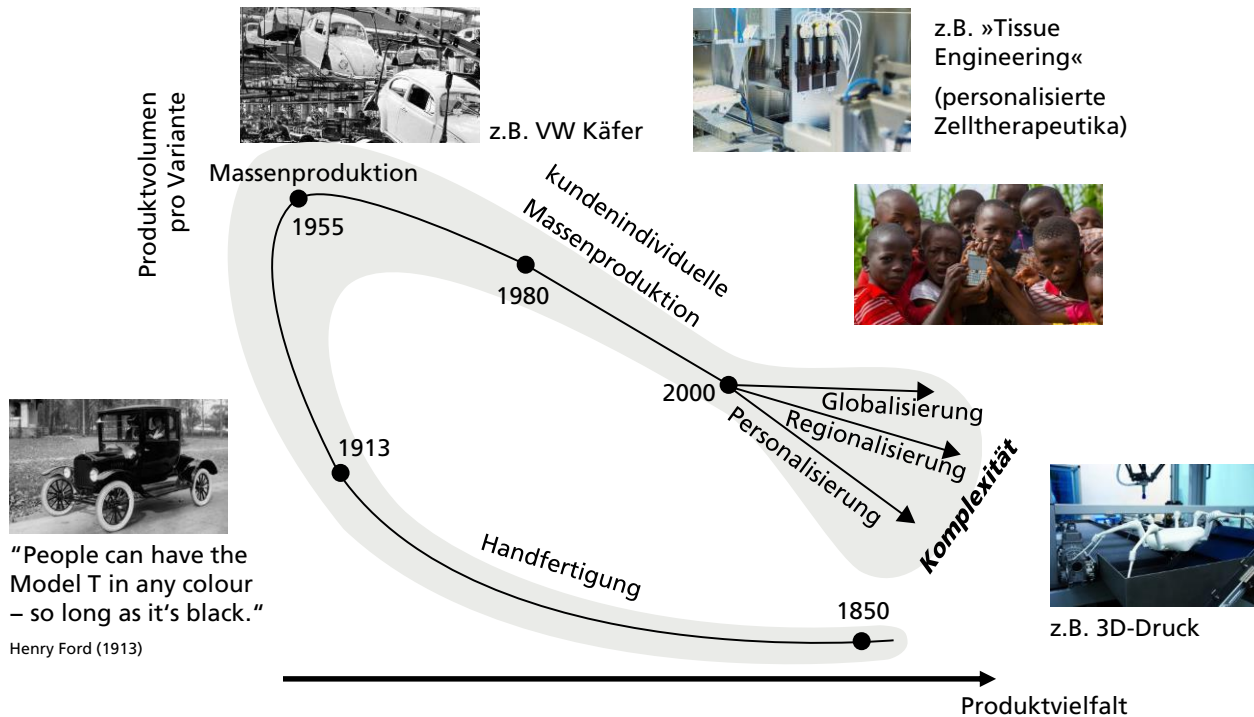 z.B. »Tissue
Engineering«
(personalisierte
Zelltherapeutika)
Produktvolumen
pro Variante
z.B. VW Käfer
Massenproduktion
1955
kundenindividuelle
Massenproduktion
1980
2000
Globalisierung
Regionalisierung
Personalisierung
Komplexität
1913
"People can have the
Model T in any colour
– so long as it's black.“
Henry Ford (1913)
Handfertigung
1850
z.B. 3D-Druck
Produktvielfalt